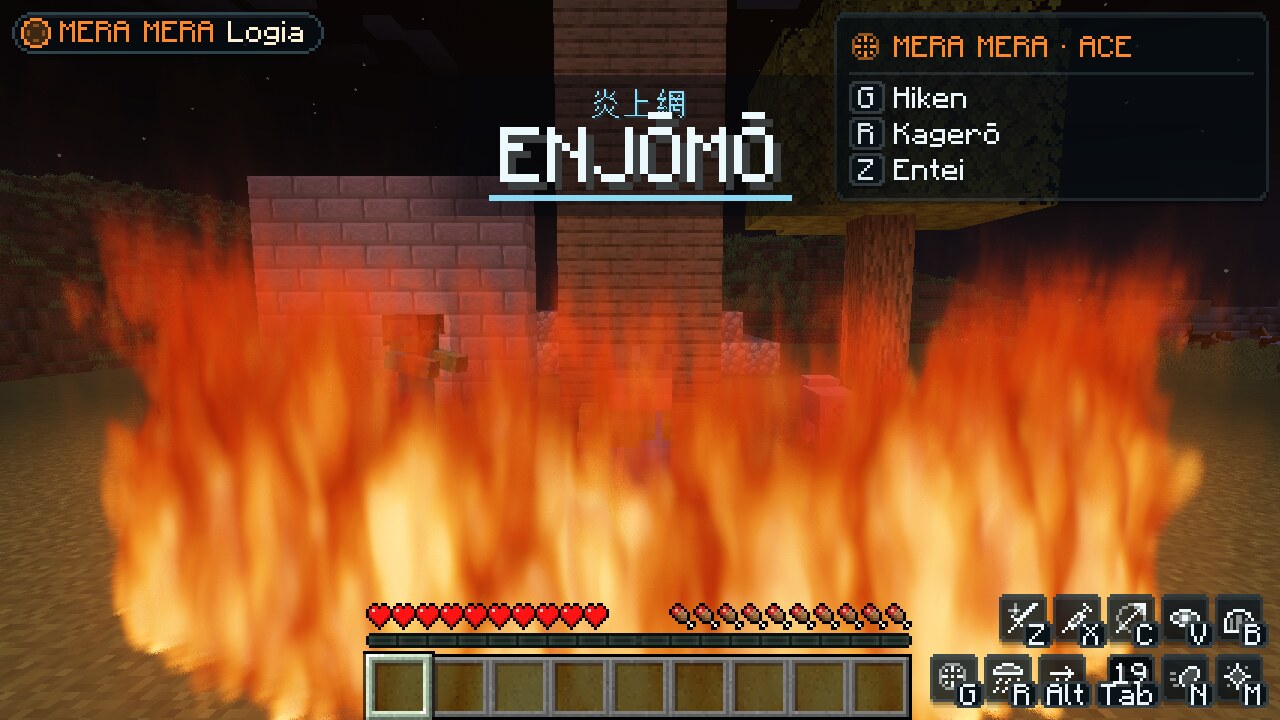 MERA MERA Logia
炎上網
ENJŌMŌ
MERA MERA · ACE
G Hiken
R Kagerō
Z Entei
Z X C V B
G R Alt 19 Tab N M